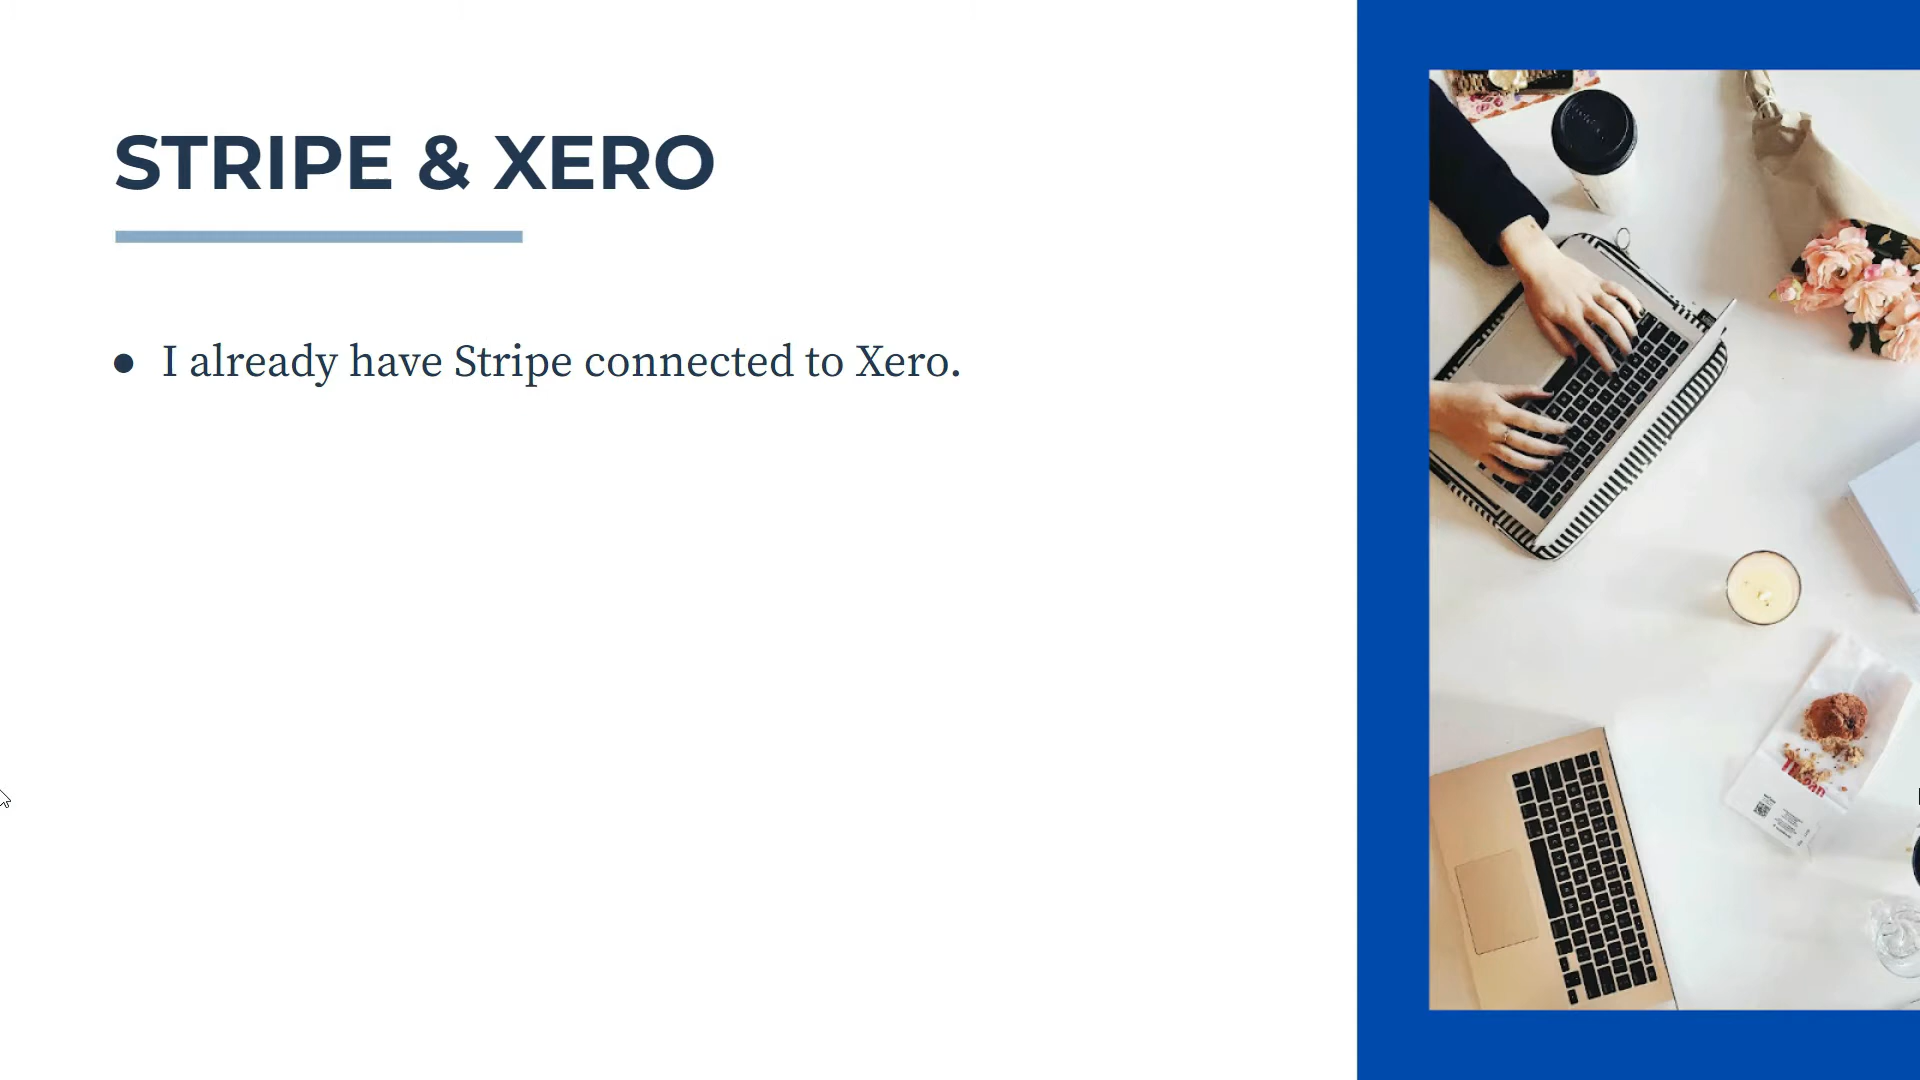 STRIPE & XERO
● I already have Stripe connected to Xero.